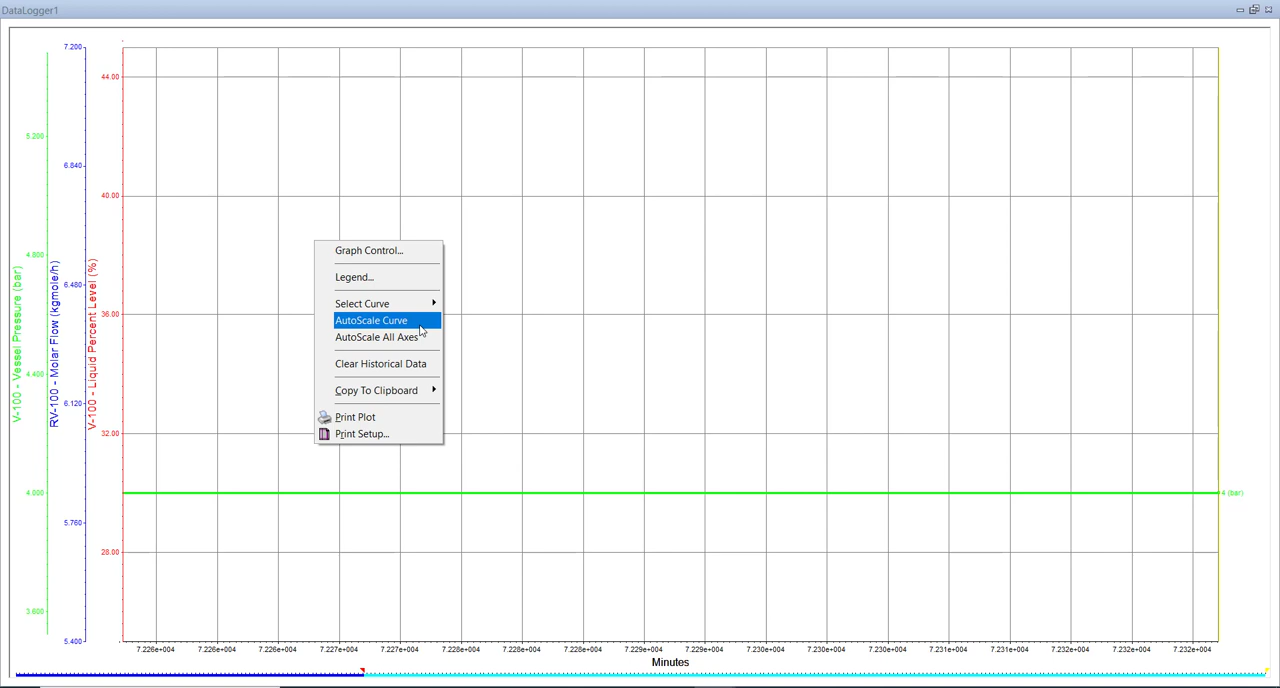 DataLogger1
7.200
44.00
5.200
6.840
40.00
4.800
6.480
36.00
4.400
6.120
32.00
4.000
5.760
28.00
3.600
5.400
V-100 - Vessel Pressure (bar)
RV-100 - Molar Flow (kgmole/h)
V-100 - Liquid Percent Level (%)
Graph Control...
Legend...
Select Curve
AutoScale Curve
AutoScale All Axes
Clear Historical Data
Copy To Clipboard
Print Plot
Print Setup...
4 (bar)
7.226e+004 7.226e+004 7.226e+004 7.227e+004 7.227e+004 7.228e+004 7.228e+004 7.228e+004 7.229e+004 7.229e+004 7.230e+004 7.230e+004 7.230e+004 7.231e+004 7.231e+004 7.232e+004 7.232e+004 7.232e+004
Minutes